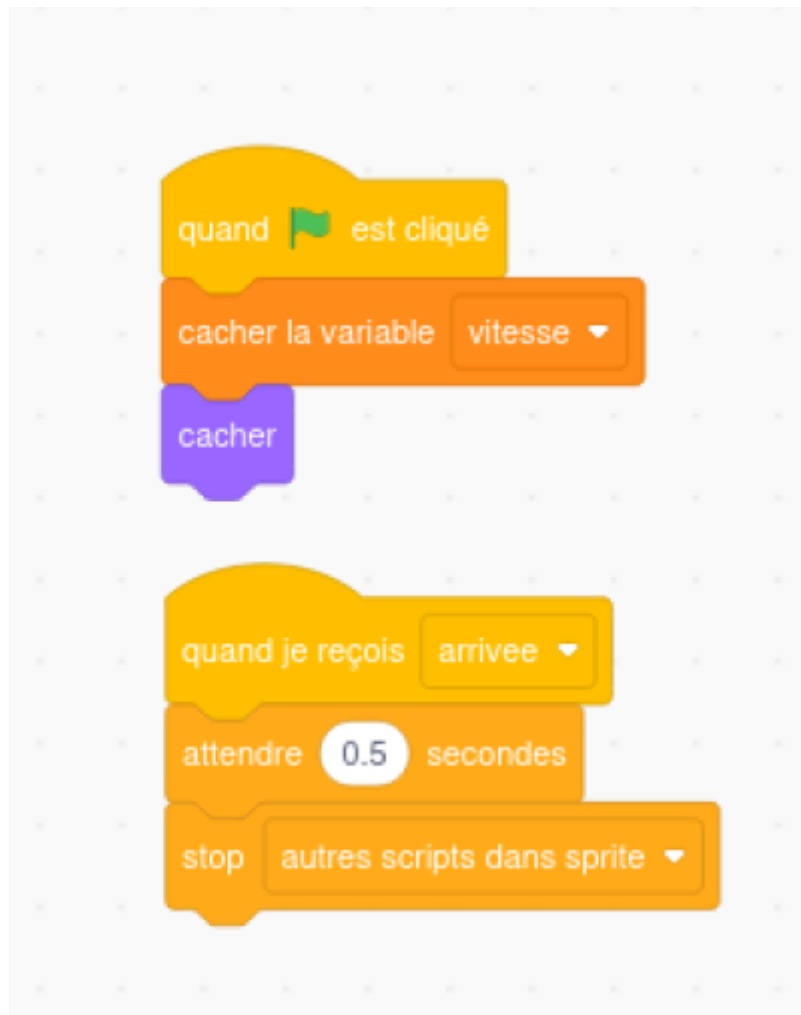 quand est cliqué
cacher la variable vitesse
cacher
quand je reçois arrivee
attendre 0.5 secondes
stop autres scripts dans sprite